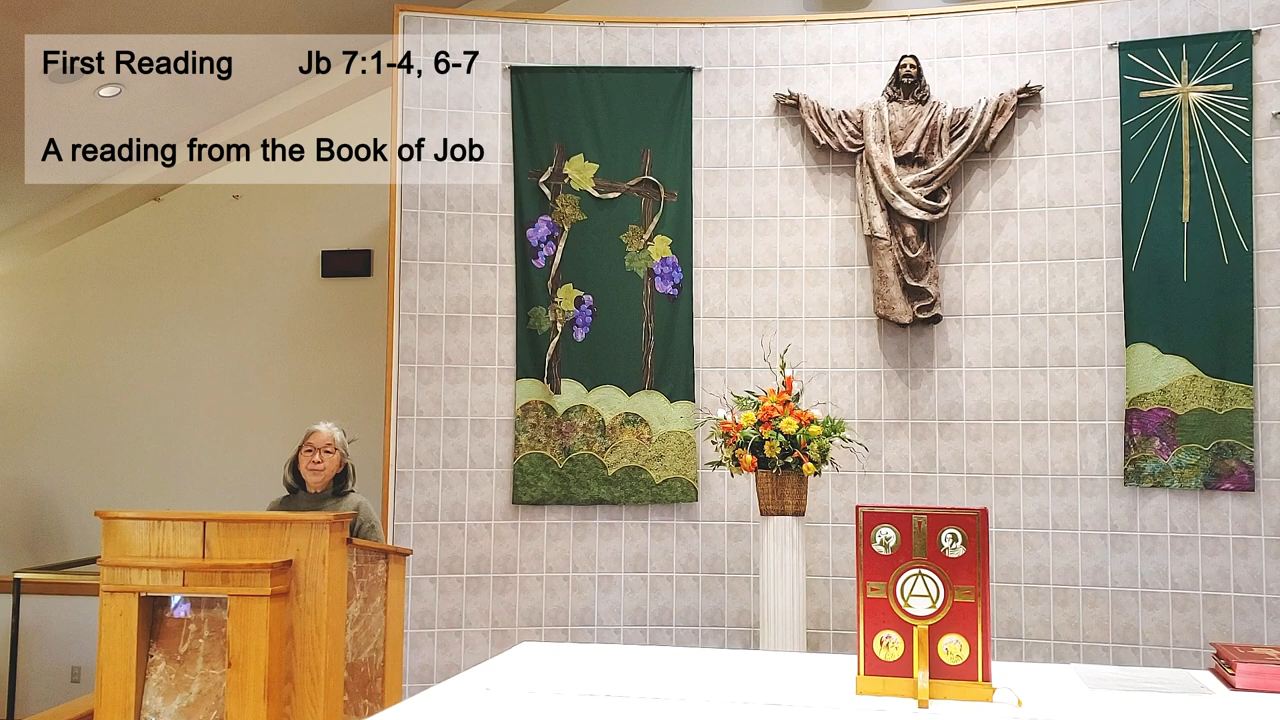 First Reading Jb 7:1-4, 6-7
A reading from the Book of Job